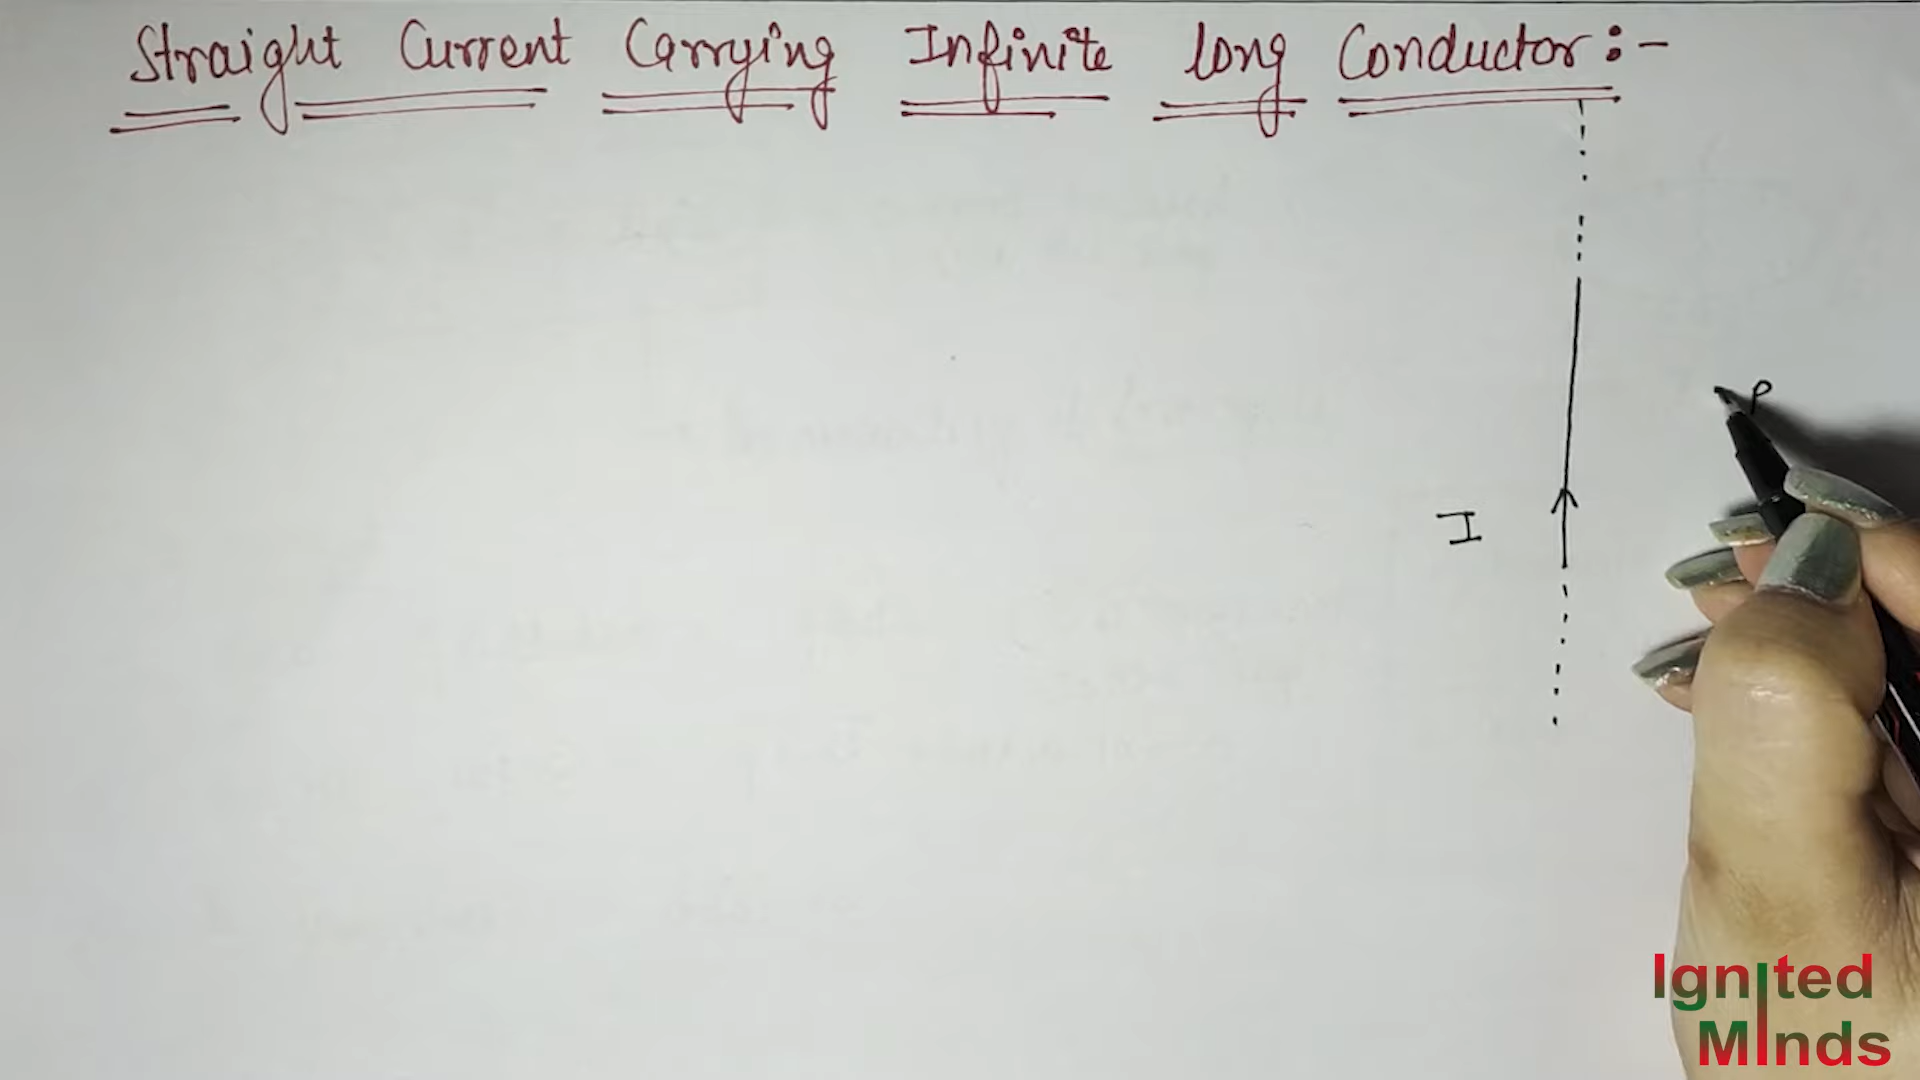 Straight Current Carrying Infinite long Conductor:-
P
I
Ignited
Minds